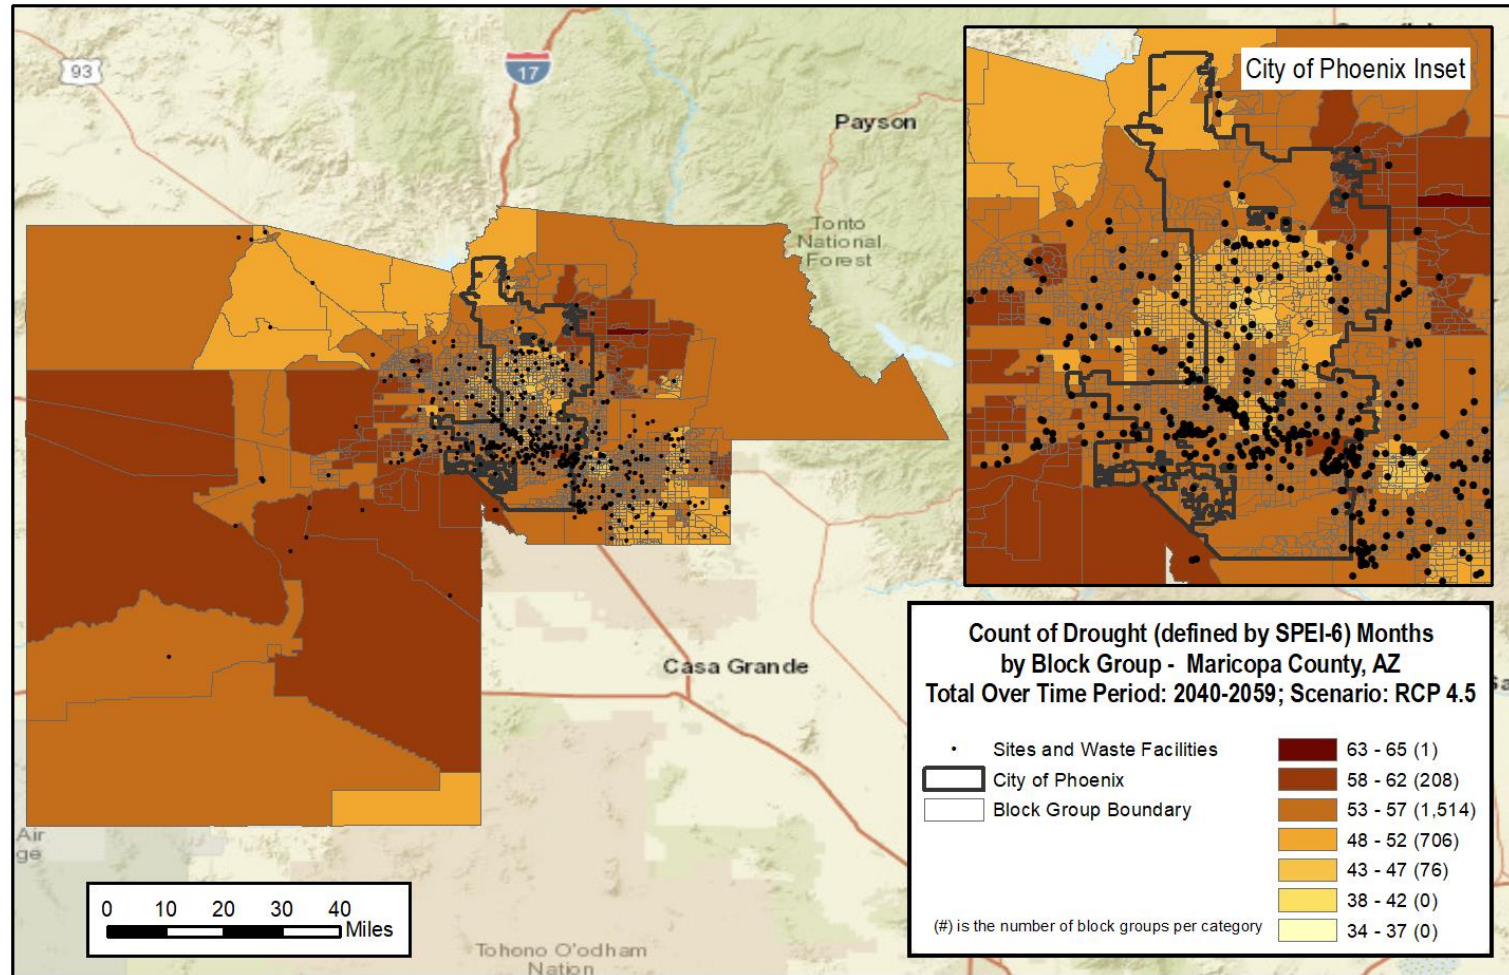 93
17
Payson
Tonto
National
Forest
Casa Grande
Tohono O'odham
Nation
Air
ge
0 10 20 30 40
Miles
City of Phoenix Inset
Count of Drought (defined by SPEI-6) Months
by Block Group - Maricopa County, AZ
Total Over Time Period: 2040-2059; Scenario: RCP 4.5
Sites and Waste Facilities
City of Phoenix
Block Group Boundary
63 - 65 (1)
58 - 62 (208)
53 - 57 (1,514)
48 - 52 (706)
43 - 47 (76)
38 - 42 (0)
34 - 37 (0)
(#) is the number of block groups per category
Sa